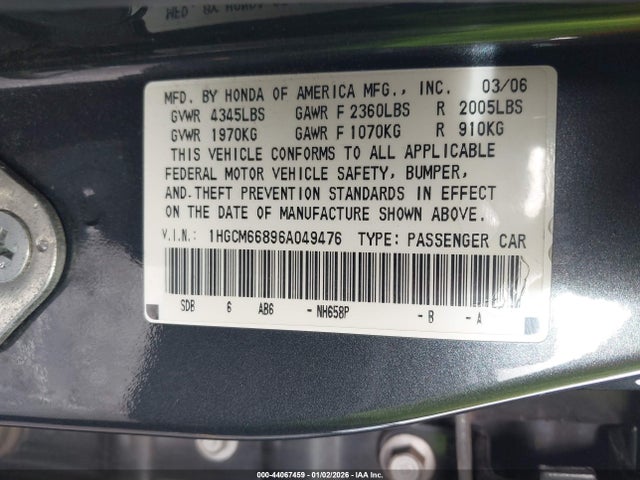 MFD. BY HONDA OF AMERICA MFG., INC. 03/06
GVWR 4345LBS GAWR F 2360LBS R 2005LBS
GVWR 1970KG GAWR F 1070KG R 910KG
THIS VEHICLE CONFORMS TO ALL APPLICABLE
FEDERAL MOTOR VEHICLE SAFETY, BUMPER,
AND THEFT PREVENTION STANDARDS IN EFFECT
ON THE DATE OF MANUFACTURE SHOWN ABOVE.
V.I.N.: 1HGCM66896A049476 TYPE: PASSENGER CAR
SDB 6 AB6 -NH658P -B -A
000-44067459 - 01/02/2026 - IAA Inc.